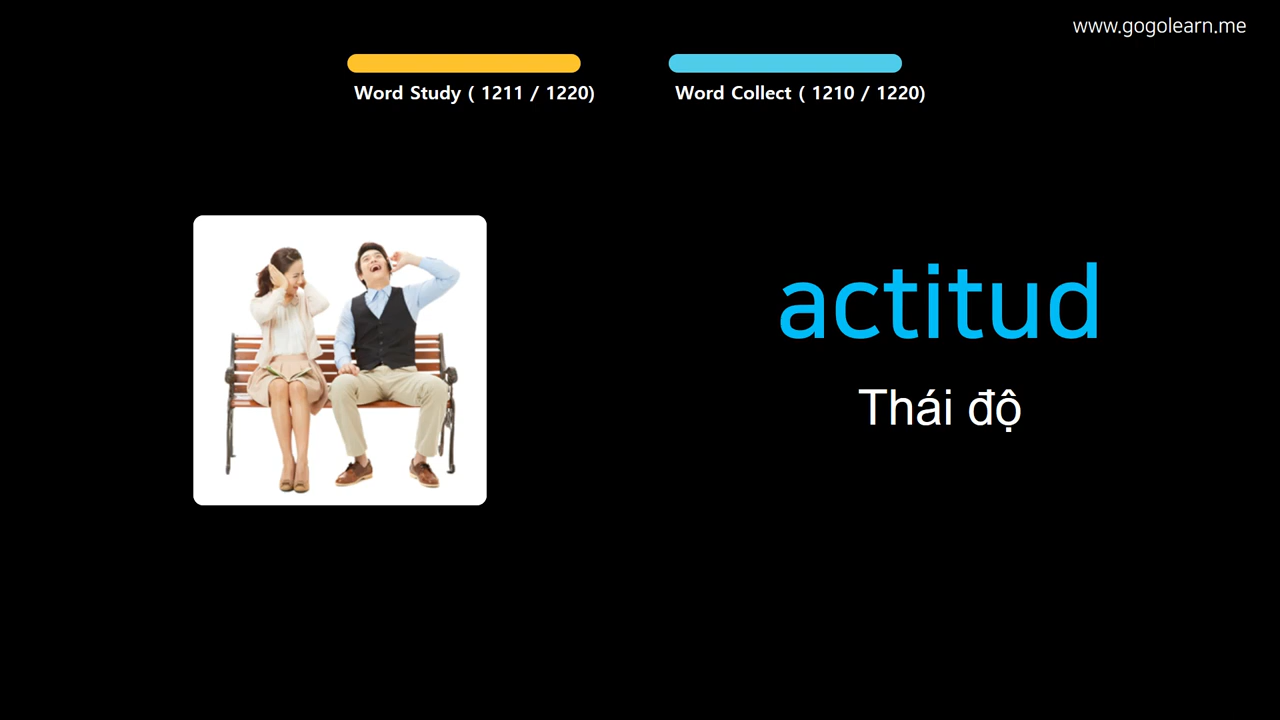 www.gogolearn.me
Word Study ( 1211 / 1220)
Word Collect ( 1210 / 1220)
actitud
Thái độ